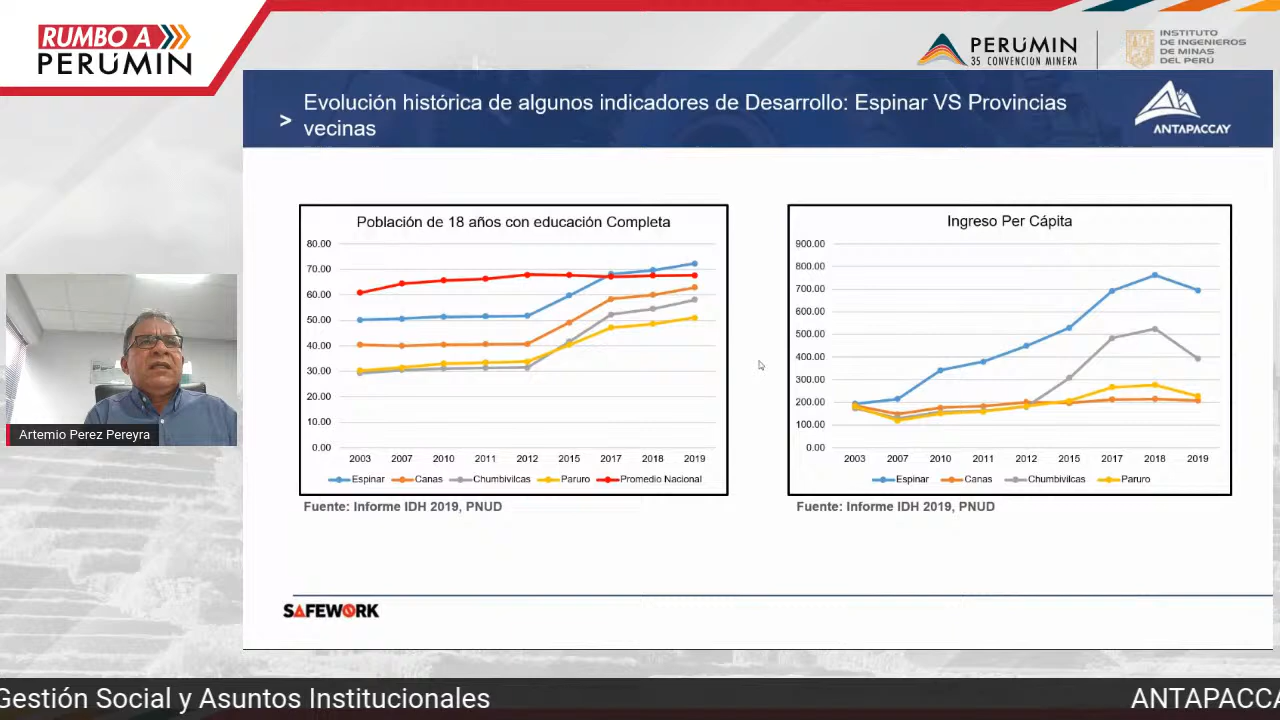 RUMBO A
PERÚMIN
PERÚMIN
35 CONVENCIÓN MINERA
INSTITUTO
DE INGENIEROS
DE MINAS
DEL PERÚ
> Evolución histórica de algunos indicadores de Desarrollo: Espinar VS Provincias
vecinas
ANTAPACCAY
Población de 18 años con educación Completa
80.00
70.00
60.00
50.00
40.00
30.00
20.00
10.00
0.00
2003 2007 2010 2011 2012 2015 2017 2018 2019
Espinar Canas Chumbivilcas Paruro Promedio Nacional
Fuente: Informe IDH 2019, PNUD
Ingreso Per Cápita
900.00
800.00
700.00
600.00
500.00
400.00
300.00
200.00
100.00
0.00
2003 2007 2010 2011 2012 2015 2017 2018 2019
Espinar Canas Chumbivilcas Paruro
Fuente: Informe IDH 2019, PNUD
Artemio Perez Pereyra
SAFEWORK
Gestión Social y Asuntos Institucionales ANTAPACCA